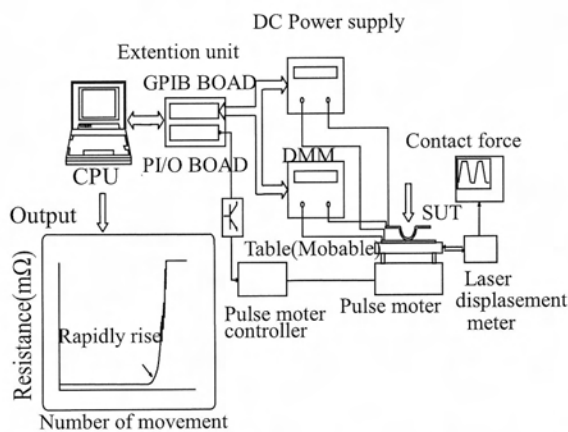 DC Power supply
Extention unit
GPIB BOAD
Contact force
PI/O BOAD
DMM
CPU
SUT
Output
Table(Mobable)
Resistance(mΩ)
Rapidly rise
Pulse moter
controller
Pulse moter
Laser
displasement
meter
Number of movement